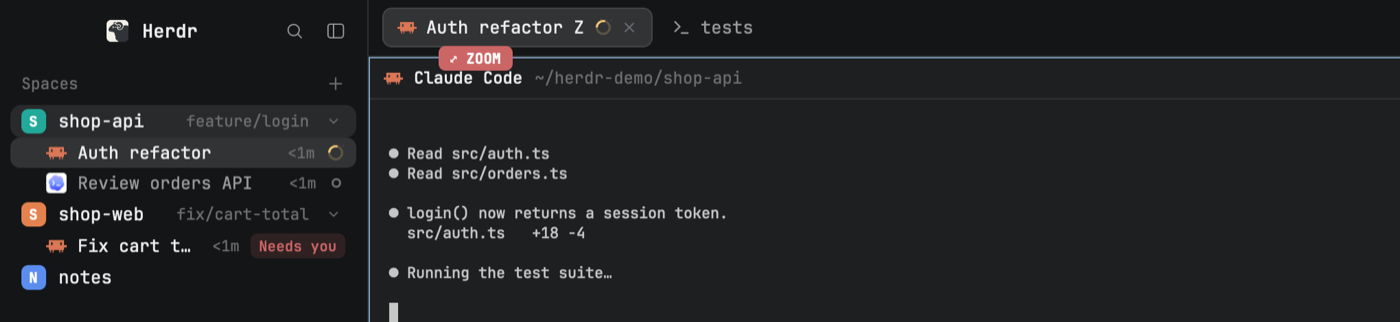 Herdr
Spaces
S shop-api feature/login
Auth refactor <1m
Review orders API <1m
S shop-web fix/cart-total
Fix cart t… <1m Needs you
N notes
Auth refactor Z × >_ tests
ZOOM
Claude Code ~/herdr-demo/shop-api
● Read src/auth.ts
● Read src/orders.ts
● login() now returns a session token.
src/auth.ts +18 -4
● Running the test suite…